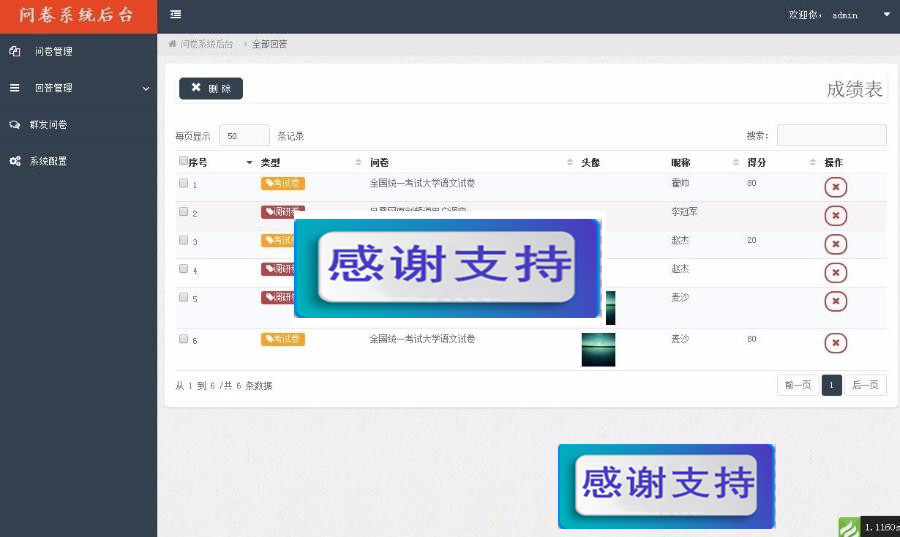 问卷系统后台
欢迎你, admin
问卷管理
问卷系统后台 > 全部回答
回答管理
群发问卷
系统配置
删 除
成绩表
每页显示 50 条记录
搜索:
序号 类型 问卷 头像 昵称 得分 操作
1 考试卷 全国统一考试大学语文试卷 霍帅 80
2 调研卷 李冠军
3 考试卷 赵杰 20
4 调研卷 赵杰
5 调研卷 麦沙
6 考试卷 全国统一考试大学语文试卷 麦沙 80
感谢支持
从 1 到 6 /共 6 条数据
前一页 1 后一页
感谢支持
1.1160s